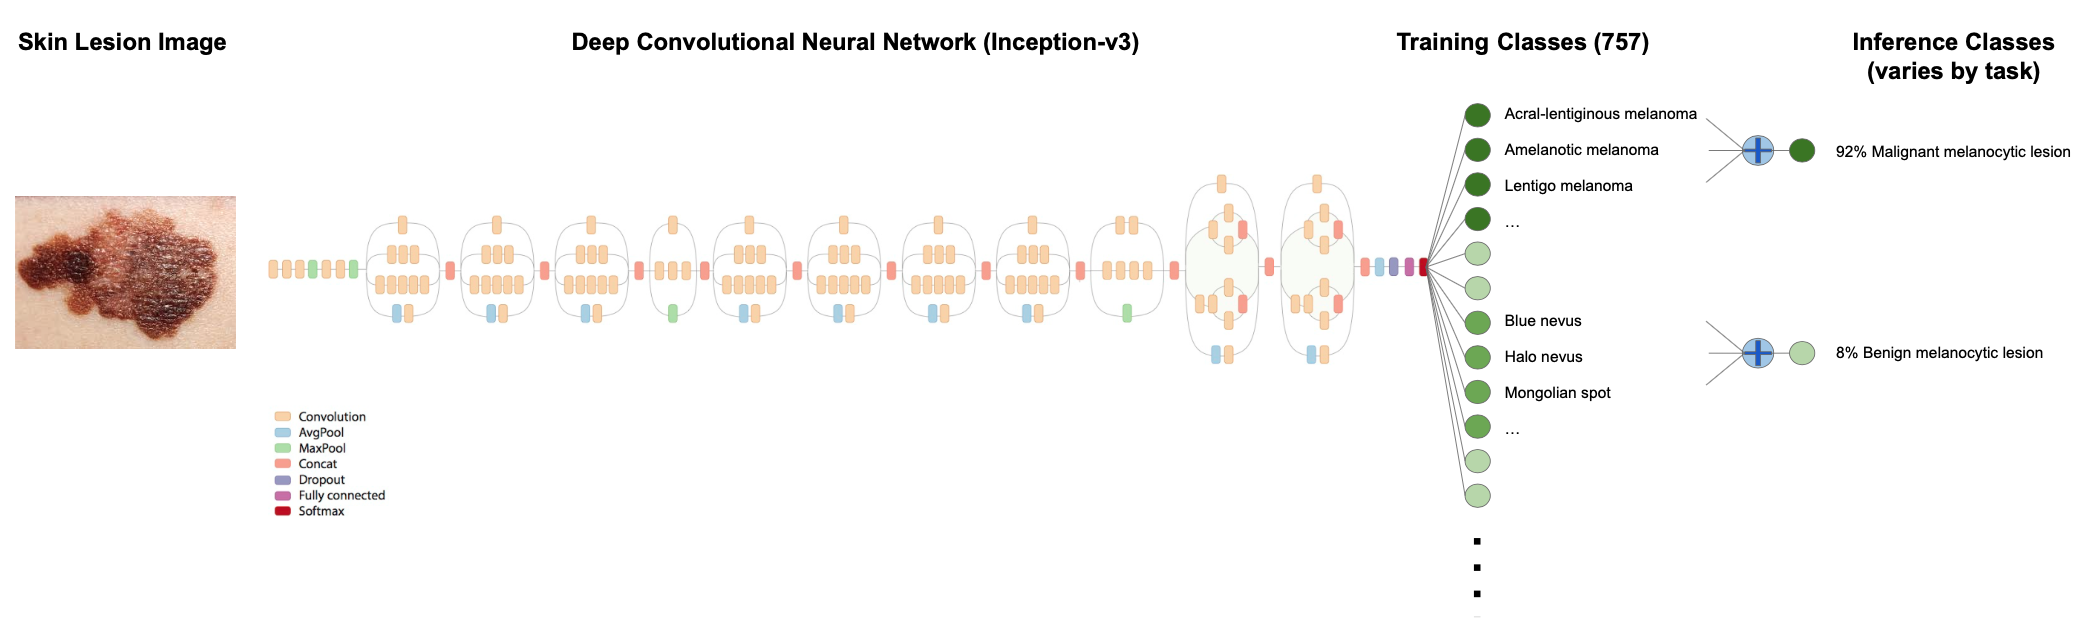 Skin Lesion Image
Deep Convolutional Neural Network (Inception-v3)
Training Classes (757)
Inference Classes
(varies by task)
Acral-lentiginous melanoma
Amelanotic melanoma
Lentigo melanoma
...
Blue nevus
Halo nevus
Mongolian spot
...
92% Malignant melanocytic lesion
8% Benign melanocytic lesion
Convolution
AvgPool
MaxPool
Concat
Dropout
Fully connected
Softmax